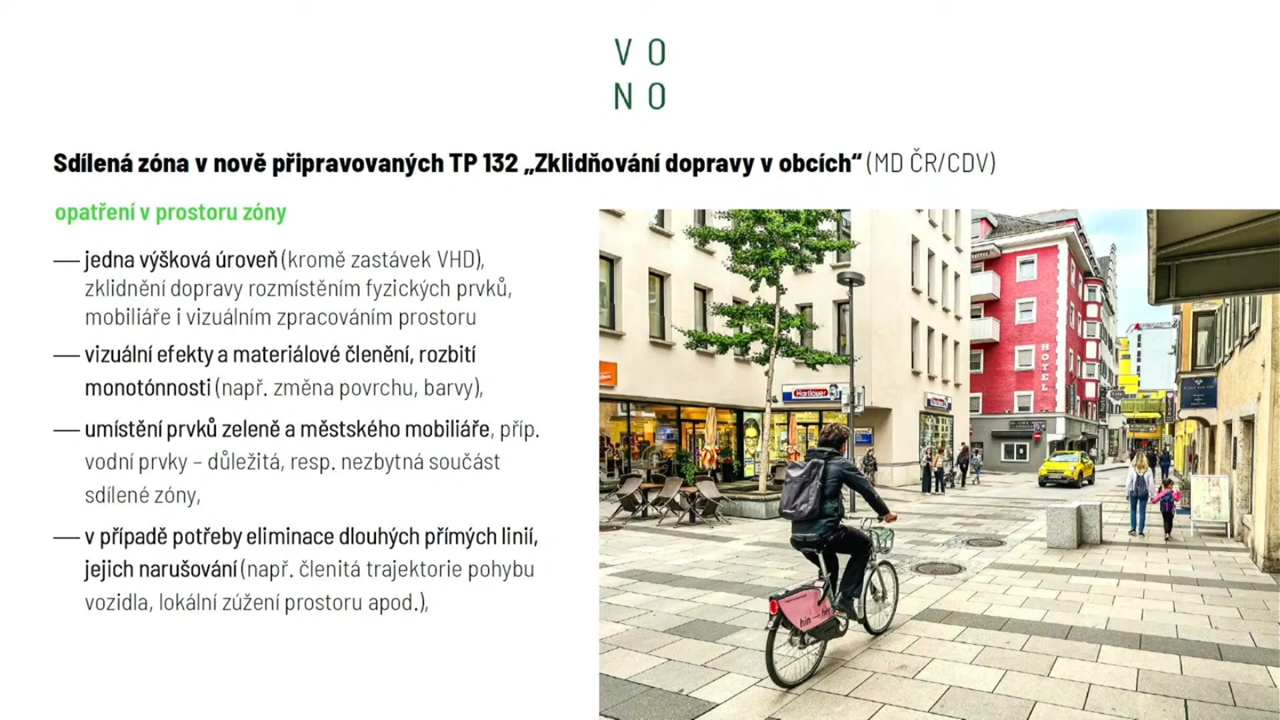 V O
N O
Sdílená zóna v nově připravovaných TP 132 „Zklidňování dopravy v obcích“ (MD ČR/CDV)
opatření v prostoru zóny
— jedna výšková úroveň (kromě zastávek VHD),
zklidnění dopravy rozmístěním fyzických prvků,
mobiliáře i vizuálním zpracováním prostoru
— vizuální efekty a materiálové členění, rozbití
monotónnosti (např. změna povrchu, barvy),
— umístění prvků zeleně a městského mobiliáře, příp.
vodní prvky – důležitá, resp. nezbytná součást
sdílené zóny,
— v případě potřeby eliminace dlouhých přímých linií,
jejich narušování (např. členitá trajektorie pohybu
vozidla, lokální zúžení prostoru apod.),
Hartlauer
HOTEL